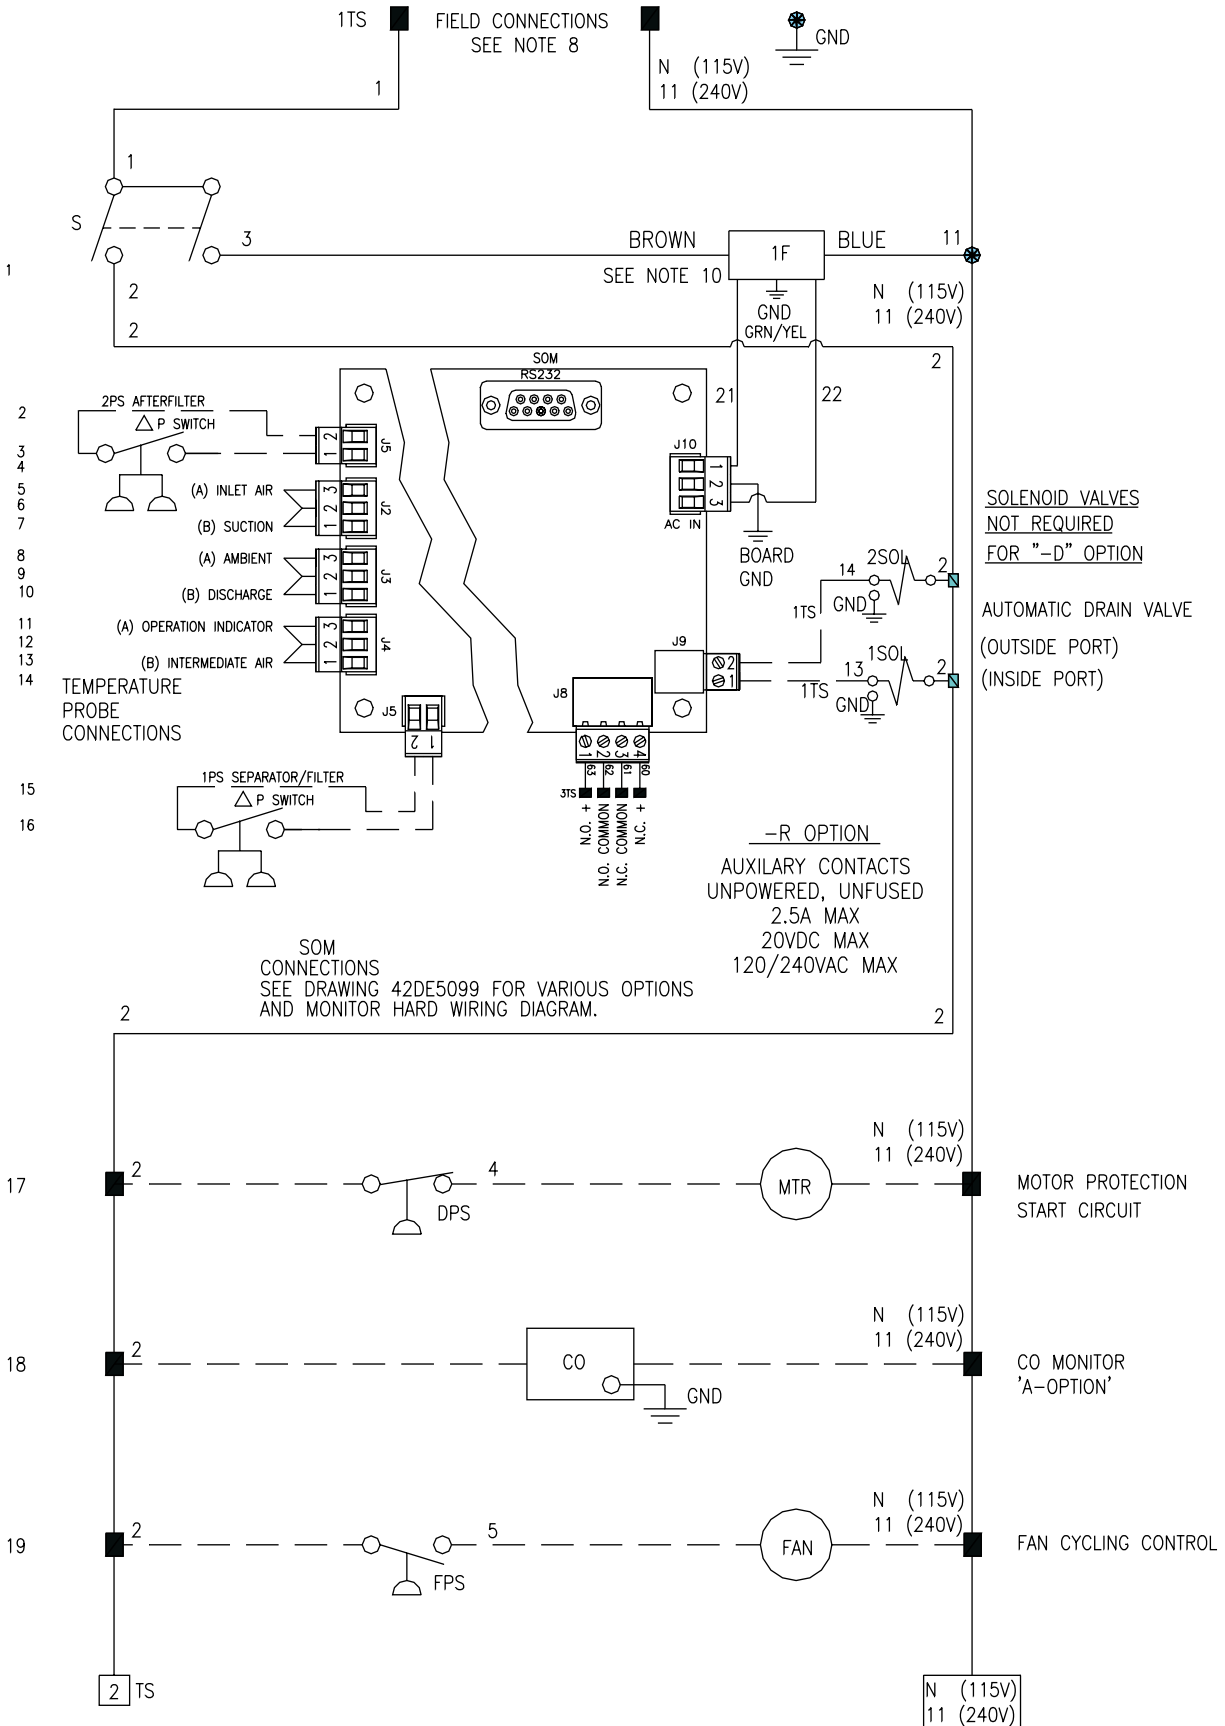 1TS
FIELD CONNECTIONS
SEE NOTE 8
GND
N (115V)
11 (240V)
1
1
S
3
BROWN
1F
BLUE
11
1
SEE NOTE 10
GND
GRN/YEL
N (115V)
11 (240V)
2
2
2
SOM
RS232
21
22
2
2PS AFTERFILTER
P SWITCH
3
4
2
1
J5
J10
1
2
3
AC IN
BOARD
GND
5
6
7
(A) INLET AIR
(B) SUCTION
3
2
1
J2
SOLENOID VALVES
NOT REQUIRED
FOR "-D" OPTION
8
9
10
(A) AMBIENT
(B) DISCHARGE
3
2
1
J3
14
2SOL
2
GND
1TS
AUTOMATIC DRAIN VALVE
(OUTSIDE PORT)
(INSIDE PORT)
11
12
13
14
(A) OPERATION INDICATOR
(B) INTERMEDIATE AIR
3
2
1
J4
J9
2
1
13
1SOL
2
1TS
GND
TEMPERATURE
PROBE
CONNECTIONS
J5
2
1
J8
1
2
3
4
63
62
61
60
3TS
N.O. +
N.O. COMMON
N.C. COMMON
N.C. +
15
16
1PS SEPARATOR/FILTER
P SWITCH
-R OPTION
AUXILARY CONTACTS
UNPOWERED, UNFUSED
2.5A MAX
20VDC MAX
120/240VAC MAX
SOM
CONNECTIONS
SEE DRAWING 42DE5099 FOR VARIOUS OPTIONS
AND MONITOR HARD WIRING DIAGRAM.
2
2
N (115V)
11 (240V)
17
2
4
DPS
MTR
MOTOR PROTECTION
START CIRCUIT
N (115V)
11 (240V)
18
2
CO
GND
CO MONITOR
'A-OPTION'
N (115V)
11 (240V)
19
2
5
FPS
FAN
FAN CYCLING CONTROL
2
TS
N (115V)
11 (240V)